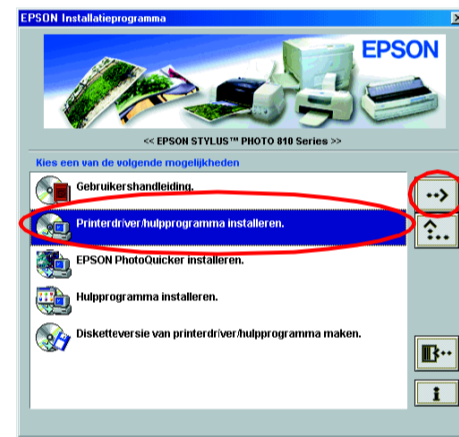 EPSON Installatieprogramma
EPSON
<< EPSON STYLUS™ PHOTO 810 Series >>
Kies een van de volgende mogelijkheden
Gebruikershandleiding.
Printerdriver/hulpprogramma installeren.
EPSON PhotoQuicker installeren.
Hulpprogramma installeren.
Disketteversie van printerdriver/hulpprogramma maken.
i